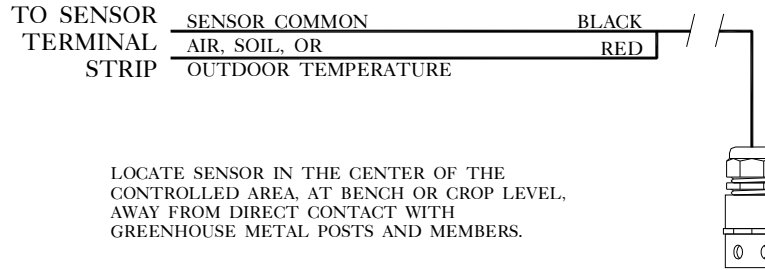 TO SENSOR
TERMINAL
STRIP
SENSOR COMMON BLACK
AIR, SOIL, OR RED
OUTDOOR TEMPERATURE
LOCATE SENSOR IN THE CENTER OF THE
CONTROLLED AREA, AT BENCH OR CROP LEVEL,
AWAY FROM DIRECT CONTACT WITH
GREENHOUSE METAL POSTS AND MEMBERS.